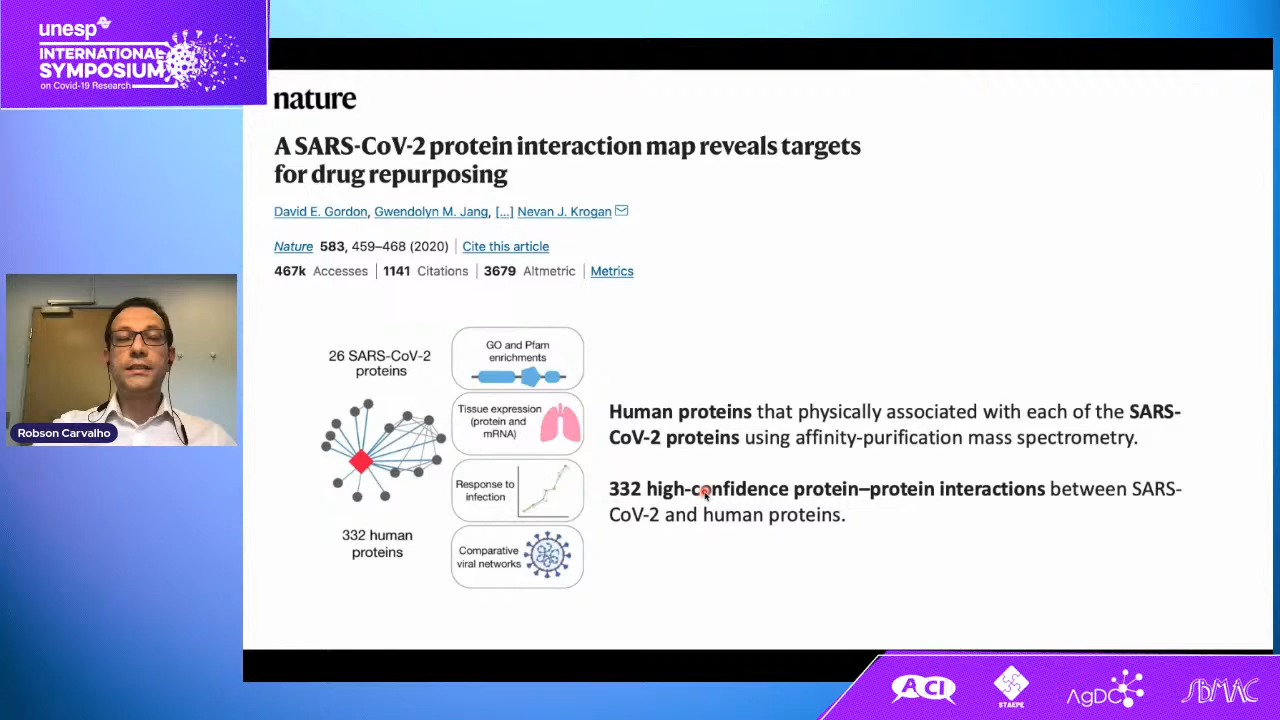 unesp
INTERNATIONAL
SYMPOSIUM
on Covid-19 Research
nature
A SARS-CoV-2 protein interaction map reveals targets
for drug repurposing
David E. Gordon, Gwendolyn M. Jang, [...] Nevan J. Krogan
Nature 583, 459–468 (2020) | Cite this article
467k Accesses | 1141 Citations | 3679 Altmetric | Metrics
26 SARS-CoV-2
proteins
332 human
proteins
GO and Pfam
enrichments
Tissue expression
(protein and
mRNA)
Response to
infection
Comparative
viral networks
Human proteins that physically associated with each of the SARS-
CoV-2 proteins using affinity-purification mass spectrometry.
332 high-confidence protein–protein interactions between SARS-
CoV-2 and human proteins.
Robson Carvalho
ACI
STAEPE
AgDC
SBMAC